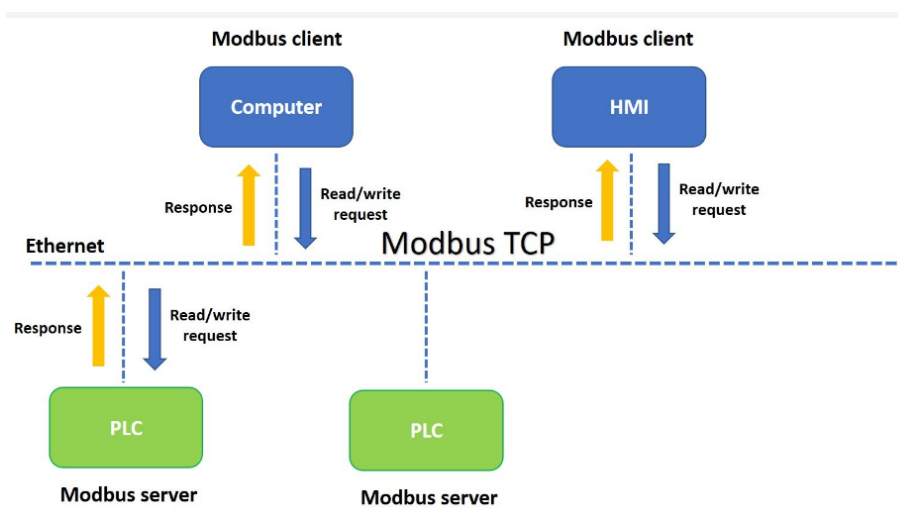 Modbus client
Modbus client
Computer
HMI
Response
Read/write
request
Response
Read/write
request
Ethernet
Modbus TCP
Response
Read/write
request
PLC
PLC
Modbus server
Modbus server